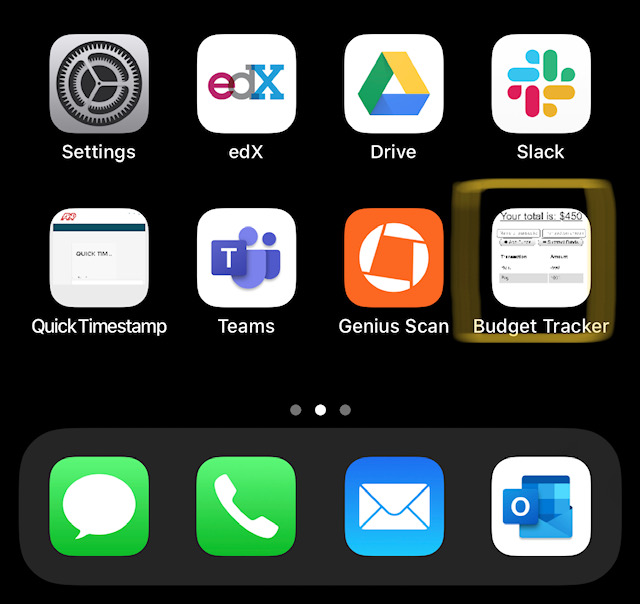 edX
Settings
edX
Drive
Slack
ADP
QUICK TIM...
T
Your total is: $450
Transaction
Amount
QuickTimestamp
Teams
Genius Scan
Budget Tracker
O